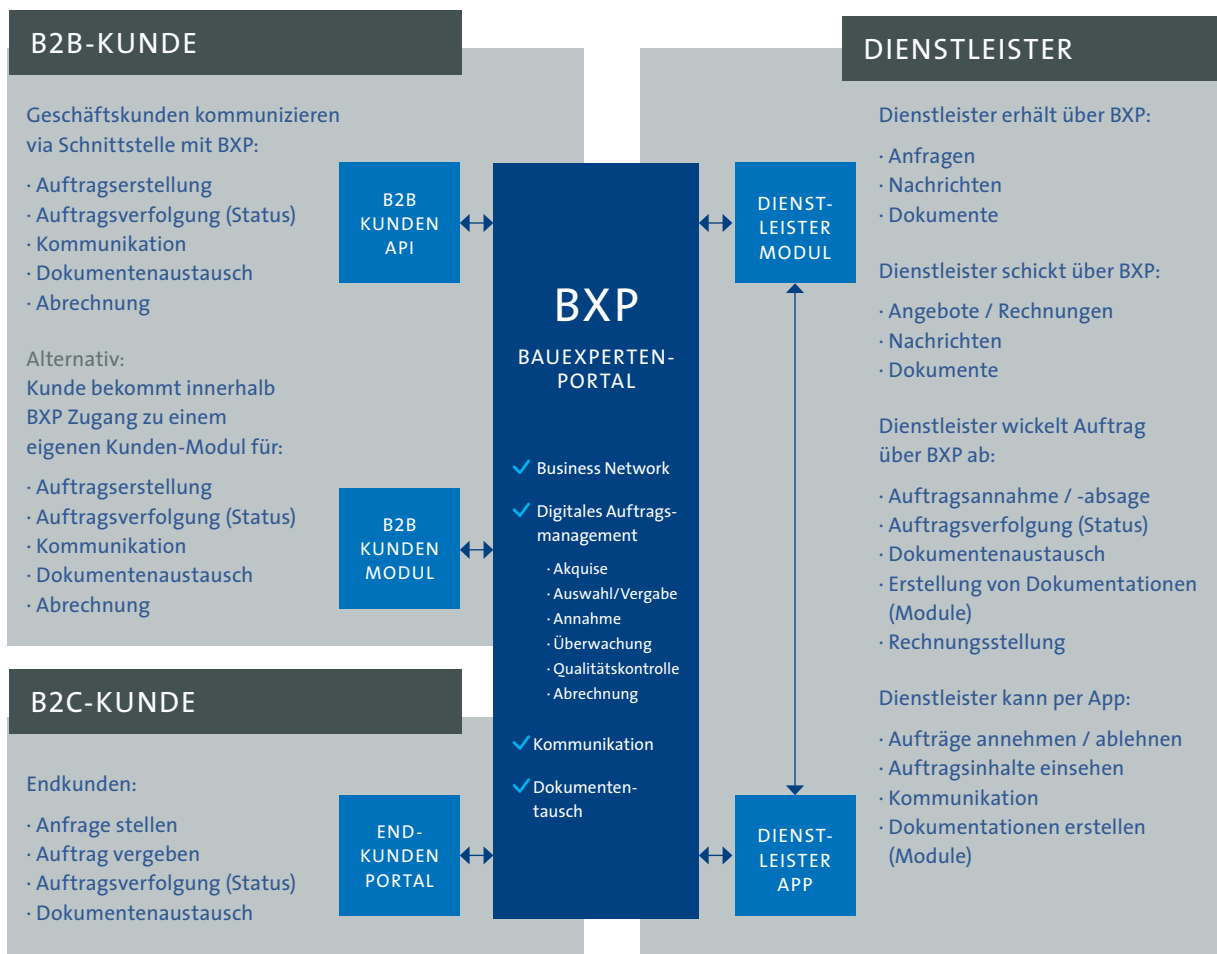 B2B-KUNDE
Geschäftskunden kommunizieren
via Schnittstelle mit BXP:
· Auftragserstellung
· Auftragsverfolgung (Status)
· Kommunikation
· Dokumentenaustausch
· Abrechnung
Alternativ:
Kunde bekommt innerhalb
BXP Zugang zu einem
eigenen Kunden-Modul für:
· Auftragserstellung
· Auftragsverfolgung (Status)
· Kommunikation
· Dokumentenaustausch
· Abrechnung
B2B
KUNDEN
API
B2B
KUNDEN
MODUL
B2C-KUNDE
Endkunden:
· Anfrage stellen
· Auftrag vergeben
· Auftragsverfolgung (Status)
· Dokumentenaustausch
END-
KUNDEN
PORTAL
BXP
BAUEXPERTEN-
PORTAL
Business Network
Digitales Auftrags-
management
· Akquise
· Auswahl/Vergabe
· Annahme
· Überwachung
· Qualitätskontrolle
· Abrechnung
Kommunikation
Dokumenten-
tausch
DIENST-
LEISTER
MODUL
DIENST-
LEISTER
APP
DIENSTLEISTER
Dienstleister erhält über BXP:
· Anfragen
· Nachrichten
· Dokumente
Dienstleister schickt über BXP:
· Angebote / Rechnungen
· Nachrichten
· Dokumente
Dienstleister wickelt Auftrag
über BXP ab:
· Auftragsannahme / -absage
· Auftragsverfolgung (Status)
· Dokumentenaustausch
· Erstellung von Dokumentationen
(Module)
· Rechnungsstellung
Dienstleister kann per App:
· Aufträge annehmen / ablehnen
· Auftragsinhalte einsehen
· Kommunikation
· Dokumentationen erstellen
(Module)